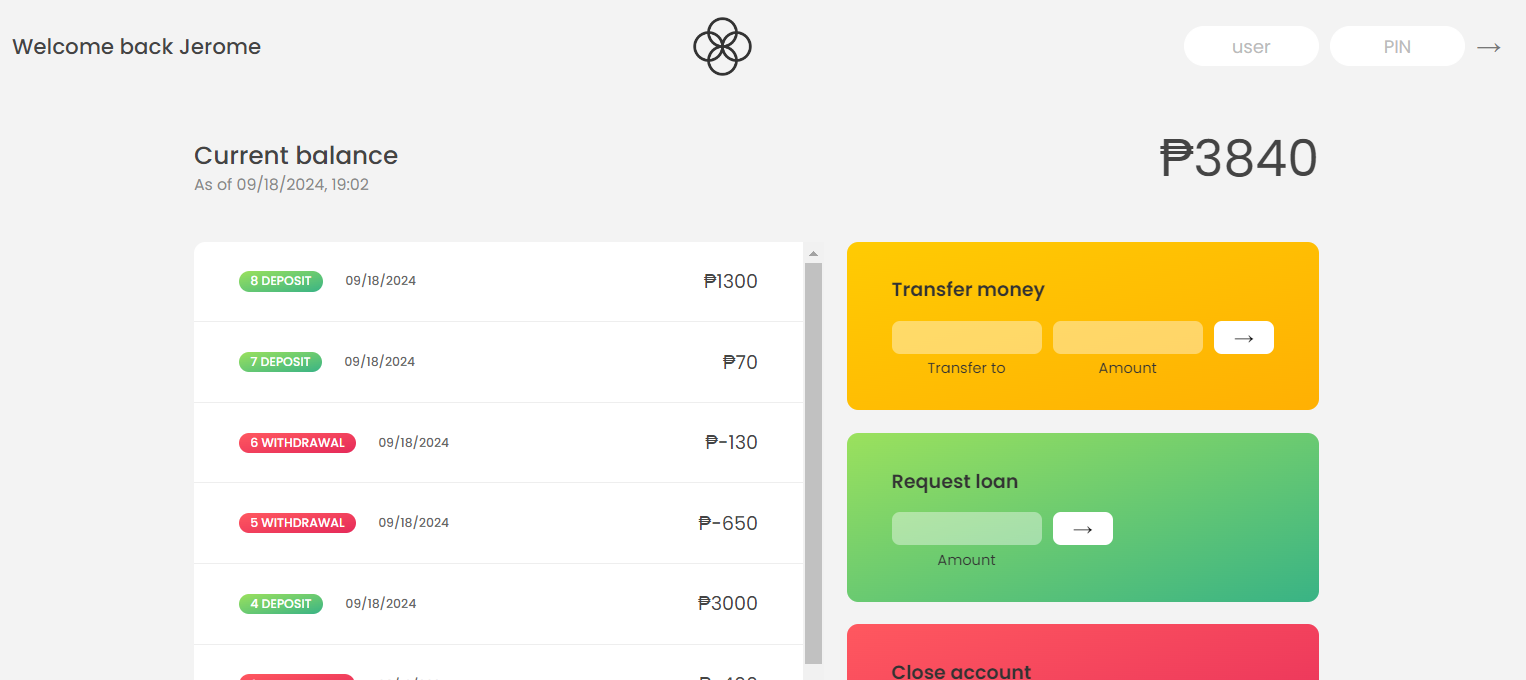 Welcome back Jerome
user
PIN
→
Current balance
As of 09/18/2024, 19:02
₱3840
8 DEPOSIT 09/18/2024 ₱1300
7 DEPOSIT 09/18/2024 ₱70
6 WITHDRAWAL 09/18/2024 ₱-130
5 WITHDRAWAL 09/18/2024 ₱-650
4 DEPOSIT 09/18/2024 ₱3000
Transfer money
→
Transfer to Amount
Request loan
→
Amount
Close account